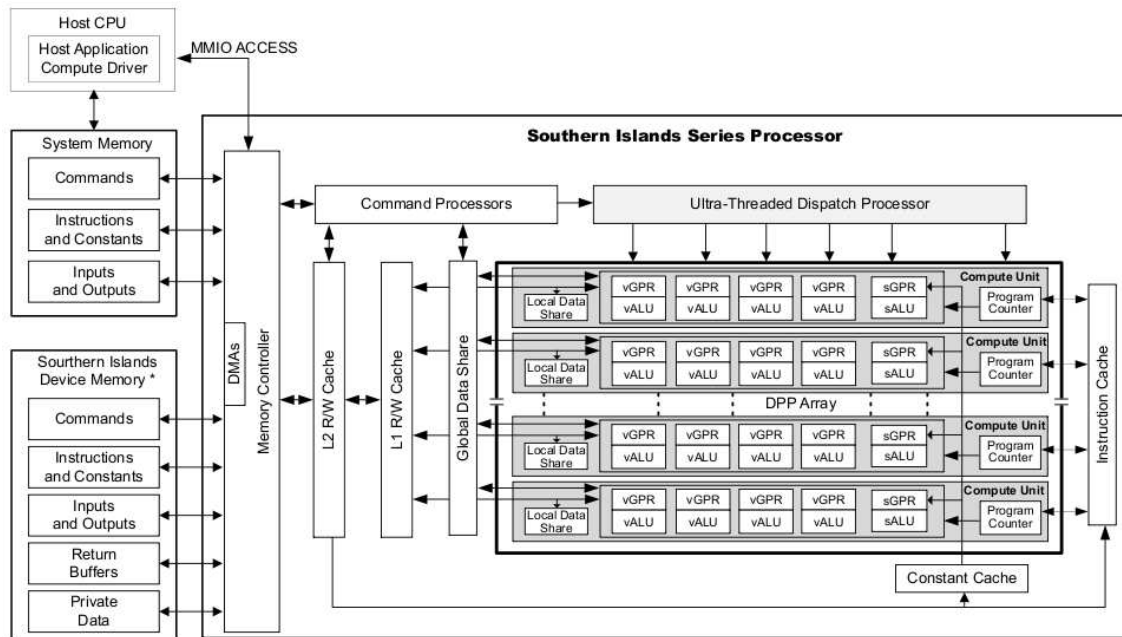 Host CPU
Host Application
Compute Driver
MMIO ACCESS
System Memory
Commands
Instructions
and Constants
Inputs
and Outputs
Sourthern Islands
Device Memory *
Commands
Instructions
and Constants
Inputs
and Outputs
Return
Buffers
Private
Data
Southern Islands Series Processor
DMAs
Memory Controller
Command Processors
Ultra-Threaded Dispatch Processor
L2 R/W Cache
L1 R/W Cache
Global Data Share
Compute Unit
Local Data
Share
vGPR vGPR vGPR vGPR sGPR
vALU vALU vALU vALU sALU
Program
Counter
Compute Unit
Local Data
Share
vGPR vGPR vGPR vGPR sGPR
vALU vALU vALU vALU sALU
Program
Counter
DPP Array
Compute Unit
Local Data
Share
vGPR vGPR vGPR vGPR sGPR
vALU vALU vALU vALU sALU
Program
Counter
Compute Unit
Local Data
Share
vGPR vGPR vGPR vGPR sGPR
vALU vALU vALU vALU sALU
Program
Counter
Instruction Cache
Constant Cache